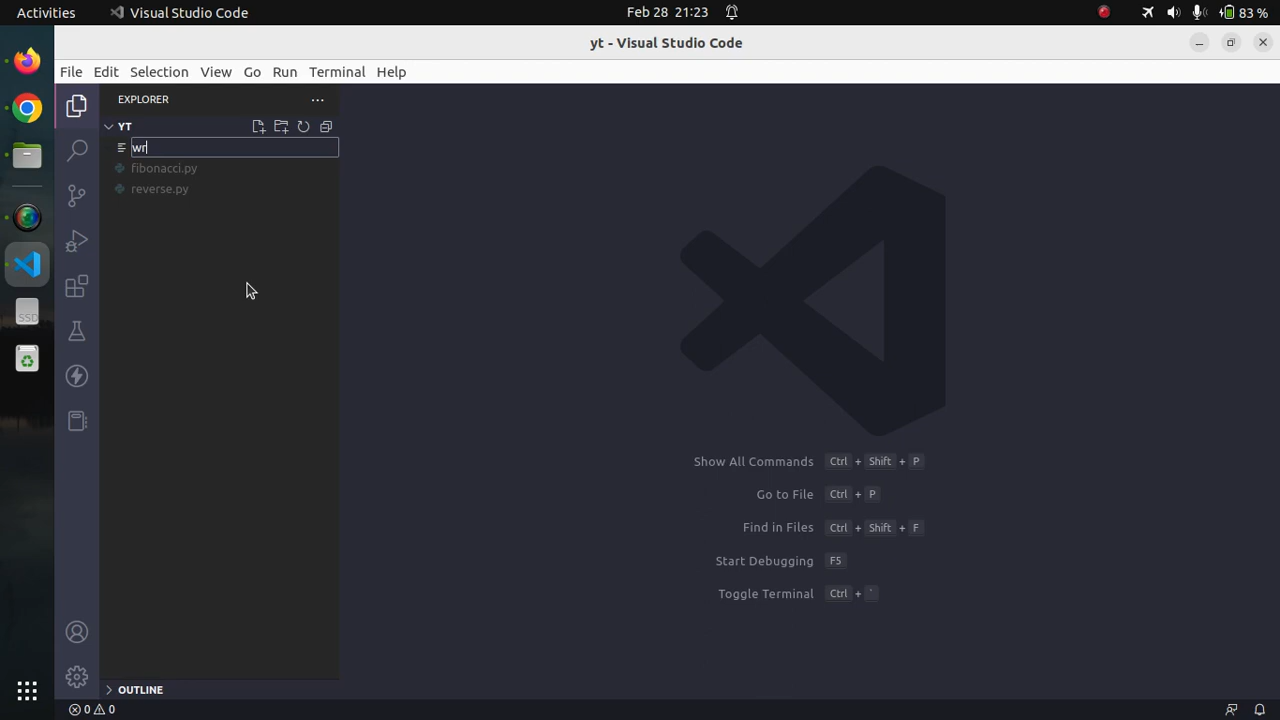 Activities
Visual Studio Code
Feb 28 21:23
83 %
yt - Visual Studio Code
File Edit Selection View Go Run Terminal Help
EXPLORER
YT
wr
fibonacci.py
reverse.py
SSD
Show All Commands Ctrl + Shift + P
Go to File Ctrl + P
Find in Files Ctrl + Shift + F
Start Debugging F5
Toggle Terminal Ctrl + `
OUTLINE
0 0